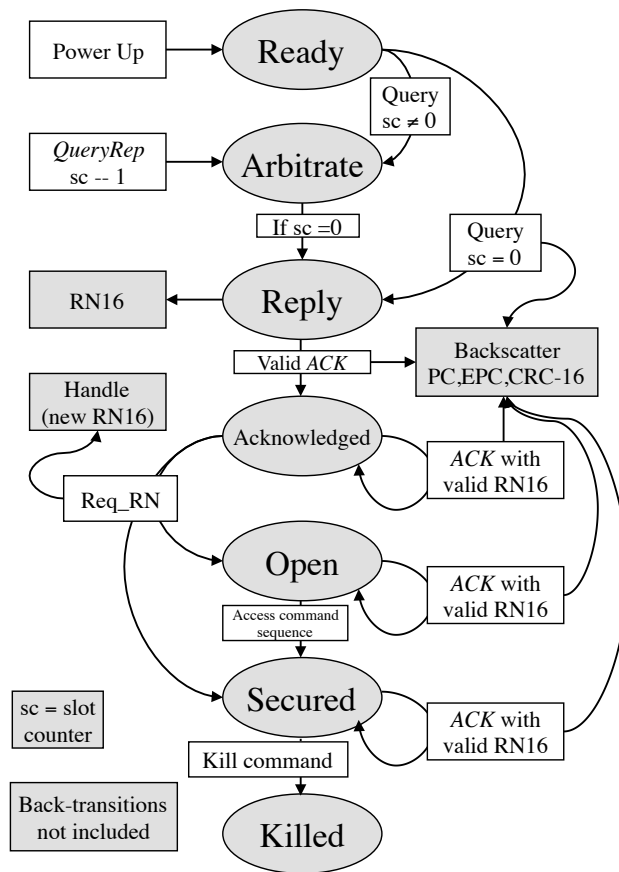 Power Up
Ready
Query
sc ≠ 0
QueryRep
sc -- 1
Arbitrate
If sc =0
Query
sc = 0
RN16
Reply
Valid ACK
Backscatter
PC,EPC,CRC-16
Handle
(new RN16)
Acknowledged
ACK with
valid RN16
Req_RN
Open
ACK with
valid RN16
Access command
sequence
Secured
sc = slot
counter
ACK with
valid RN16
Kill command
Back-transitions
not included
Killed